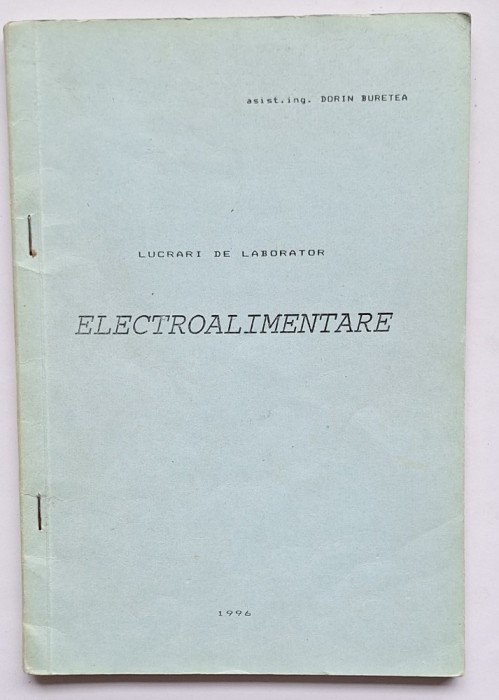 asist.ing. DORIN BURETEA
LUCRARI DE LABORATOR
ELECTROALIMENTARE
1996